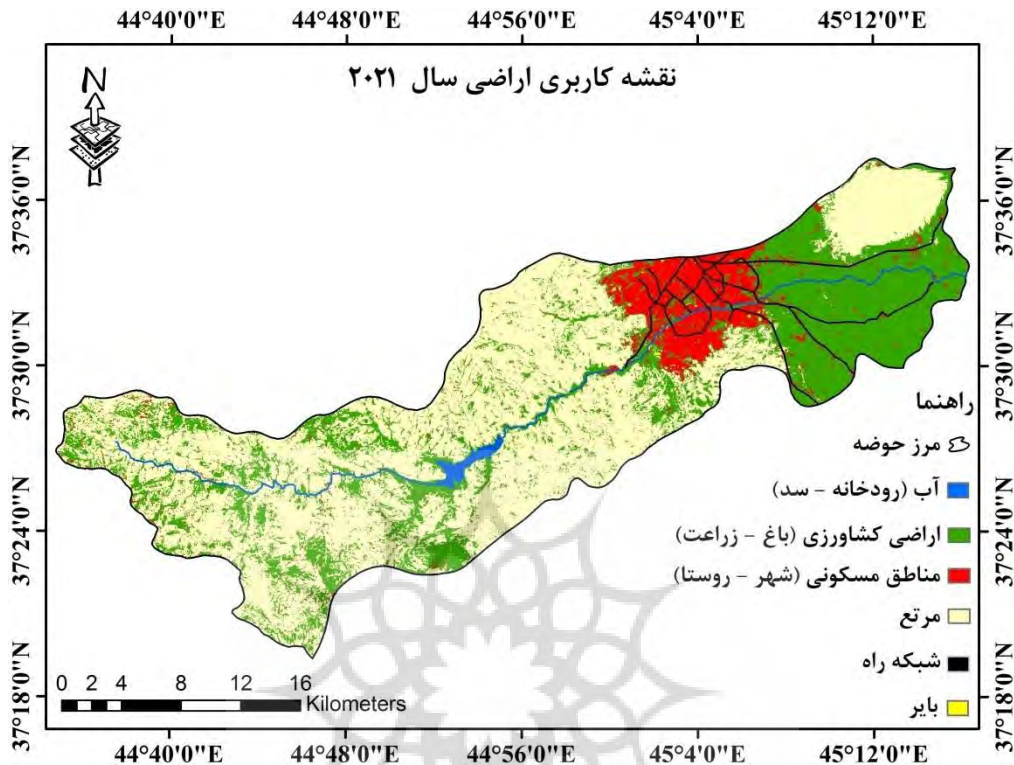 44°40'0"E 44°48'0"E 44°56'0"E 45°4'0"E 45°12'0"E
نقشه کاربری اراضی سال ۲۰۲۱
N
37°36'0"N 37°36'0"N
37°30'0"N 37°30'0"N
37°24'0"N 37°24'0"N
37°18'0"N 37°18'0"N
راهنما
مرز حوضه
آب (رودخانه - سد)
اراضی کشاورزی (باغ - زراعت)
مناطق مسکونی (شهر - روستا)
مرتع
شبکه راه
بایر
0 2 4 8 12 16
Kilometers
44°40'0"E 44°48'0"E 44°56'0"E 45°4'0"E 45°12'0"E